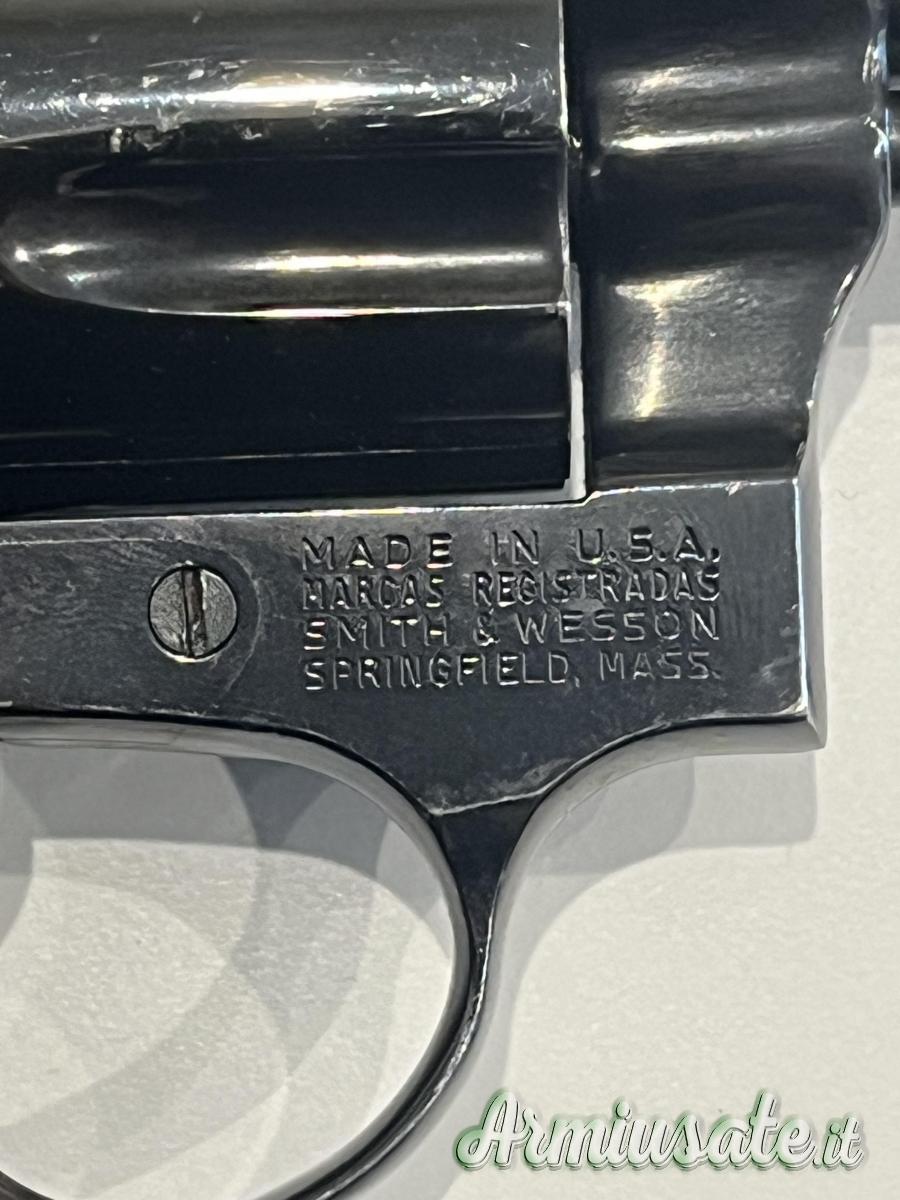 MADE IN U.S.A.
MARCAS REGISTRADAS
SMITH & WESSON
SPRINGFIELD, MASS.
Armiusate.it